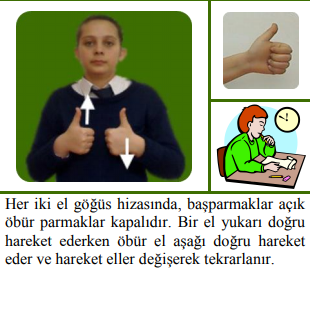 Her iki el göğüs hizasında, başparmaklar açık
öbür parmaklar kapalıdır. Bir el yukarı doğru
hareket ederken öbür el aşağı doğru hareket
eder ve hareket eller değişerek tekrarlanır.